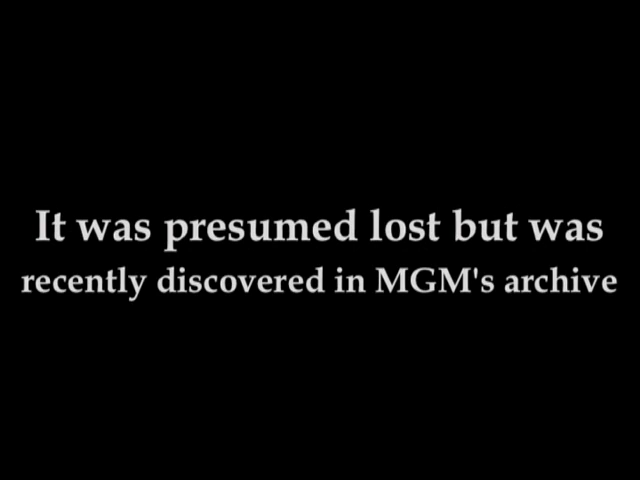 It was presumed lost but was
recently discovered in MGM's archive